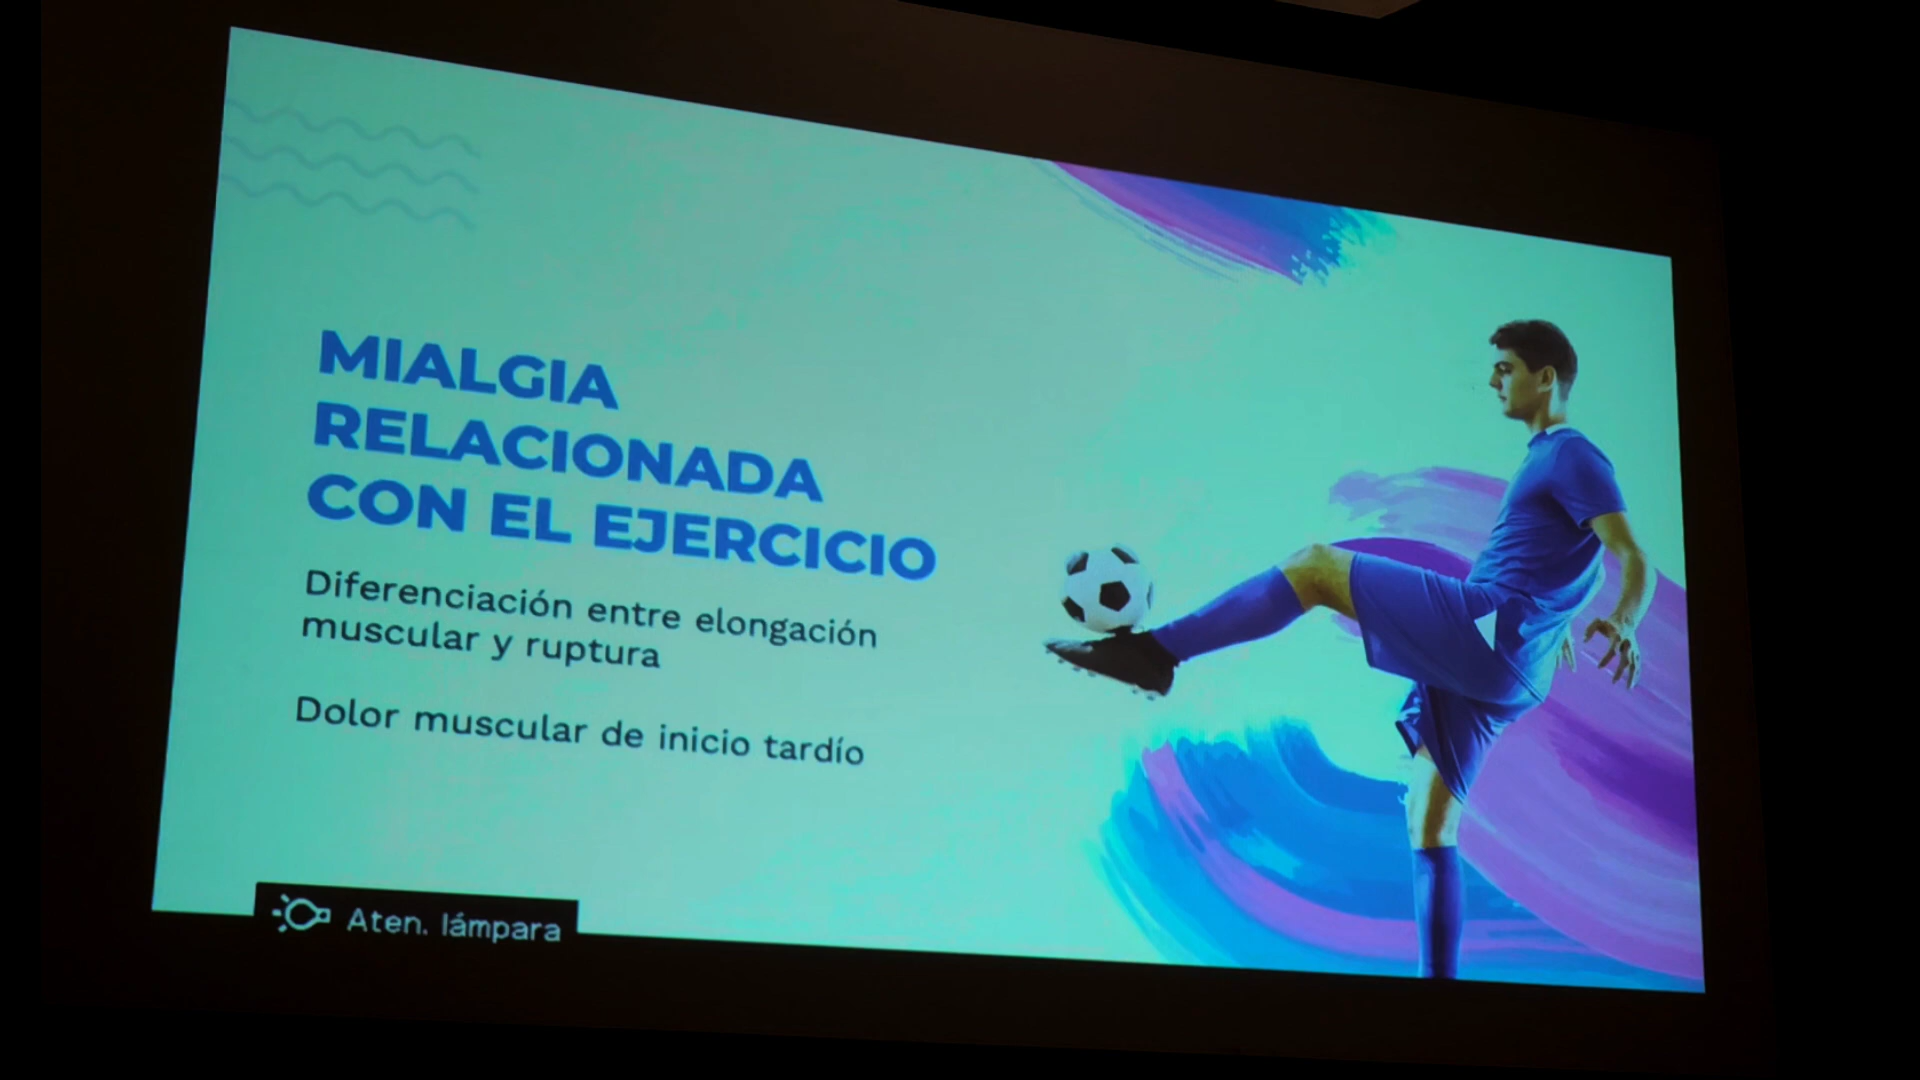 MIALGIA
RELACIONADA
CON EL EJERCICIO
Diferenciación entre elongación
muscular y ruptura
Dolor muscular de inicio tardío
Aten. lámpara